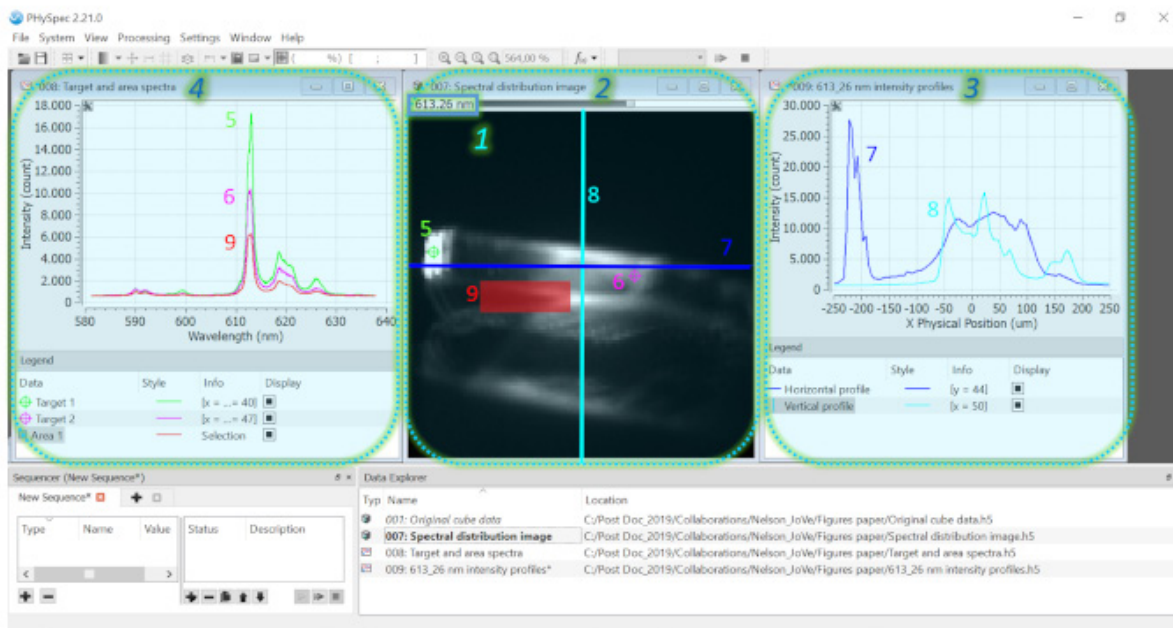 PHySpec 2.21.0
File System View Processing Settings Window Help
( %) [ ; ] 564,00 %
008: Target and area spectra 4
18.000
16.000
14.000
12.000
10.000
8.000
6.000
4.000
2.000
0
Intensity (count)
5
6
9
580 590 600 610 620 630 640
Wavelength (nm)
Legend
Data Style Info Display
Target 1 [x = ...= 40]
Target 2 [x = ...= 47]
Area 1 Selection
007: Spectral distribution image 2
613.26 nm
1
8
5
7
6
9
009: 613_26 nm intensity profiles 3
30.000
25.000
20.000
15.000
10.000
5.000
0
Intensity (count)
7
8
-250 -200 -150 -100 -50 0 50 100 150 200 250
X Physical Position (um)
Legend
Data Style Info Display
Horizontal profile [y = 44]
Vertical profile [x = 50]
Sequencer (New Sequence*)
New Sequence*
Type Name Value Status Description
Data Explorer
Typ Name Location
001: Original cube data C:/Post Doc_2019/Collaborations/Nelson_JoVe/Figures paper/Original cube data.h5
007: Spectral distribution image C:/Post Doc_2019/Collaborations/Nelson_JoVe/Figures paper/Spectral distribution image.h5
008: Target and area spectra C:/Post Doc_2019/Collaborations/Nelson_JoVe/Figures paper/Target and area spectra.h5
009: 613_26 nm intensity profiles* C:/Post Doc_2019/Collaborations/Nelson_JoVe/Figures paper/613_26 nm intensity profiles.h5